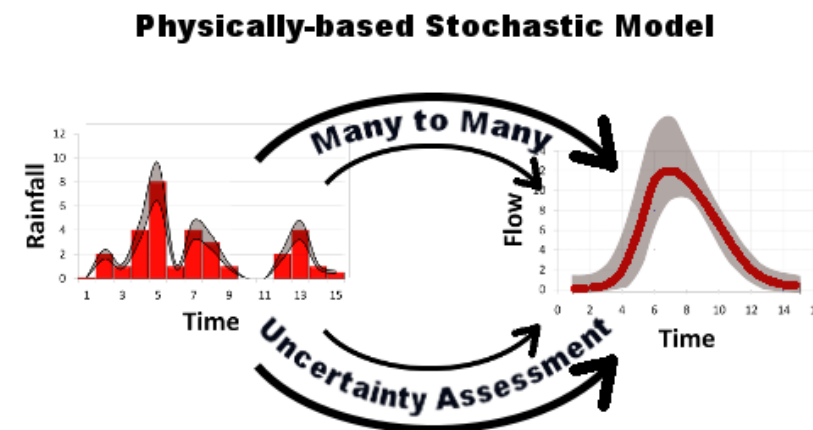 Physically-based Stochastic Model
Many to Many
Rainfall
12
10
8
6
4
2
0
1 3 5 7 9 11 13 15
Time
Flow
12
10
8
6
4
2
0
0 2 4 6 8 10 12 14
Time
Uncertainty Assessment